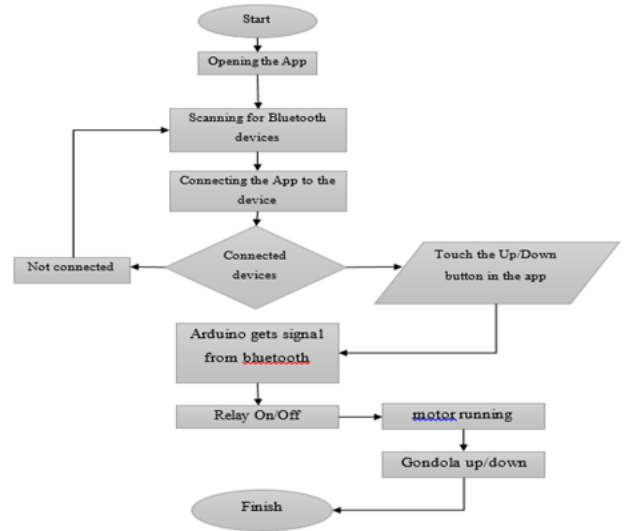 Start
Opening the App
Scanning for Bluetooth
devices
Connecting the App to the
device
Connected
devices
Not connected
Touch the Up/Down
button in the app
Arduino gets signal
from bluetooth
Relay On/Off
motor running
Gondola up/down
Finish